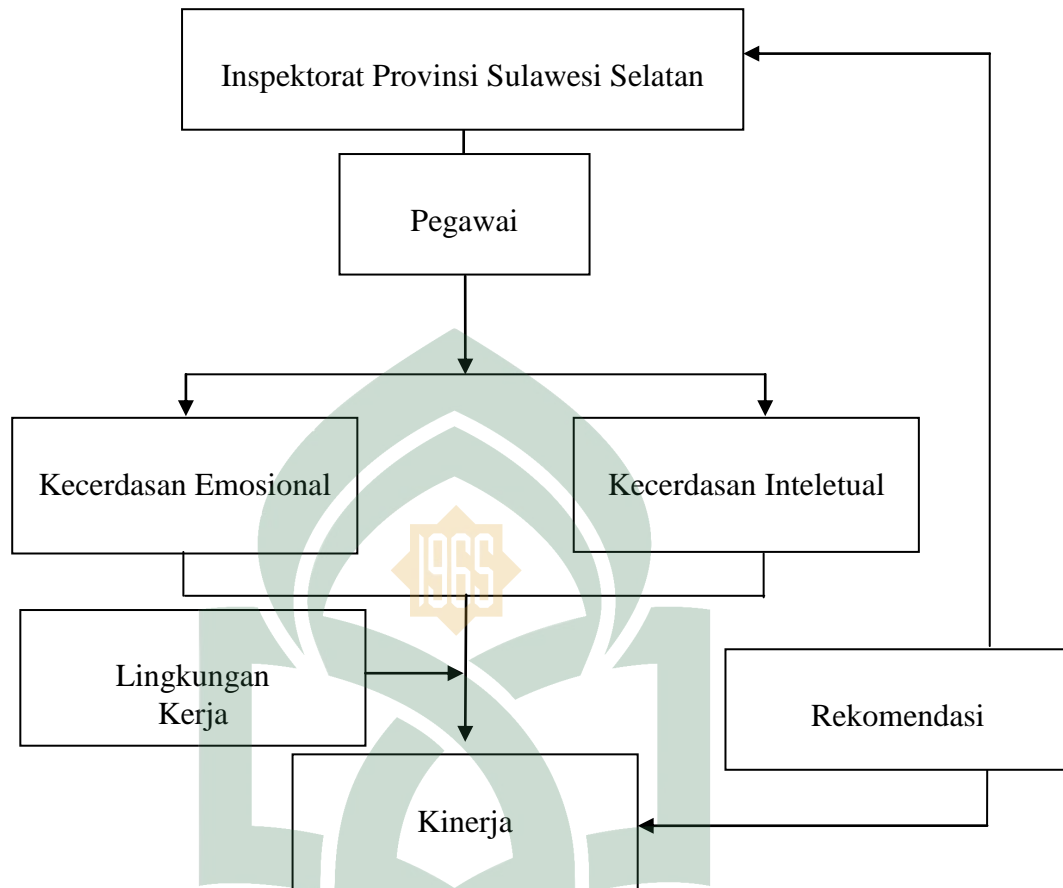 Inspektorat Provinsi Sulawesi Selatan
Pegawai
Kecerdasan Emosional
Kecerdasan Inteletual
1965
Lingkungan
Kerja
Rekomendasi
Kinerja